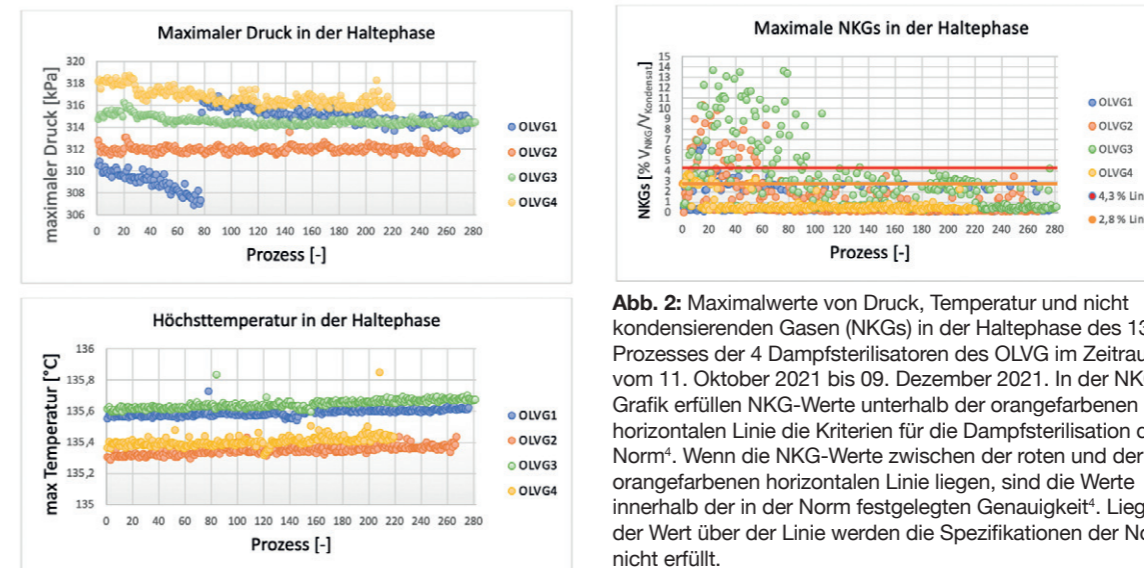 Maximaler Druck in der Haltephase
maximaler Druck [kPa]
320
318
316
314
312
310
308
306
0 20 40 60 80 100 120 140 160 180 200 220 240 260 280
Prozess [-]
OLVG1
OLVG2
OLVG3
OLVG4
Höchsttemperatur in der Haltephase
max Temperatur [°C]
136
135,8
135,6
135,4
135,2
135
0 20 40 60 80 100 120 140 160 180 200 220 240 260 280
Prozess [-]
OLVG1
OLVG2
OLVG3
OLVG4
Maximale NKGs in der Haltephase
NKGs [% VNKG/VKondensat]
15
14
13
12
11
10
9
8
7
6
5
4
3
2
1
0
0 20 40 60 80 100 120 140 160 180 200 220 240 260 280
Prozess [-]
OLVG1
OLVG2
OLVG3
OLVG4
4,3 % Lin
2,8 % Lin
Abb. 2: Maximalwerte von Druck, Temperatur und nicht
kondensierenden Gasen (NKGs) in der Haltephase des 13
Prozesses der 4 Dampfsterilisatoren des OLVG im Zeitrau
vom 11. Oktober 2021 bis 09. Dezember 2021. In der NK
Grafik erfüllen NKG-Werte unterhalb der orangefarbenen
horizontalen Linie die Kriterien für die Dampfsterilisation d
Norm⁴. Wenn die NKG-Werte zwischen der roten und der
orangefarbenen horizontalen Linie liegen, sind die Werte
innerhalb der in der Norm festgelegten Genauigkeit⁴. Lieg
der Wert über der Linie werden die Spezifikationen der No
nicht erfüllt.